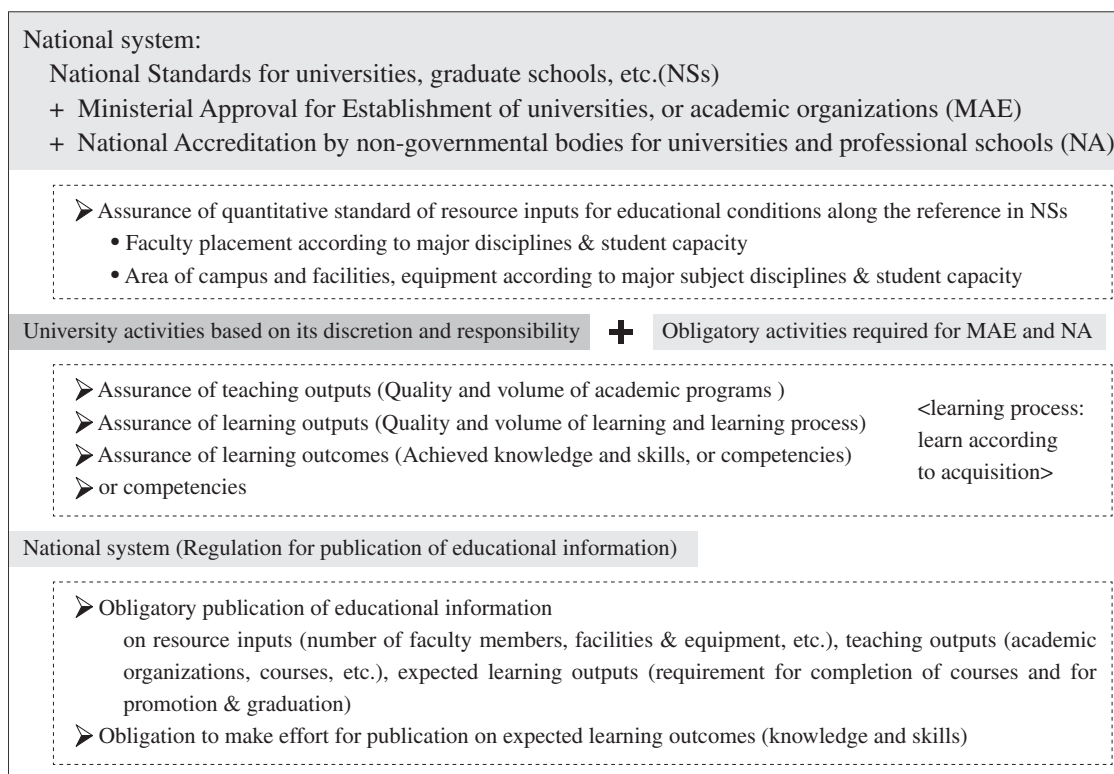 National system:
National Standards for universities, graduate schools, etc.(NSs)
+ Ministerial Approval for Establishment of universities, or academic organizations (MAE)
+ National Accreditation by non-governmental bodies for universities and professional schools (NA)
➢ Assurance of quantitative standard of resource inputs for educational conditions along the reference in NSs
• Faculty placement according to major disciplines & student capacity
• Area of campus and facilities, equipment according to major subject disciplines & student capacity
University activities based on its discretion and responsibility + Obligatory activities required for MAE and NA
➢ Assurance of teaching outputs (Quality and volume of academic programs )
➢ Assurance of learning outputs (Quality and volume of learning and learning process)
➢ Assurance of learning outcomes (Achieved knowledge and skills, or competencies)
➢ or competencies
<learning process:
learn according
to acquisition>
National system (Regulation for publication of educational information)
➢ Obligatory publication of educational information
on resource inputs (number of faculty members, facilities & equipment, etc.), teaching outputs (academic
organizations, courses, etc.), expected learning outputs (requirement for completion of courses and for
promotion & graduation)
➢ Obligation to make effort for publication on expected learning outcomes (knowledge and skills)